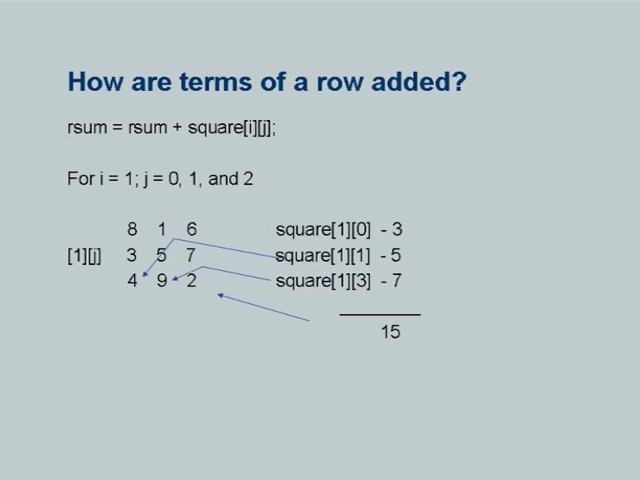 How are terms of a row added?
rsum = rsum + square[i][j];
For i = 1; j = 0, 1, and 2
8 1 6 square[1][0] - 3
[1][j] 3 5 7 square[1][1] - 5
4 9 2 square[1][3] - 7
15